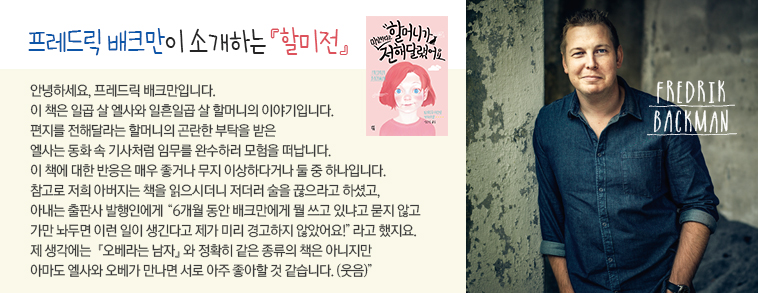 프레드릭 배크만이 소개하는 『할미전』
할머니가
전해달랬어요
안녕하세요, 프레드릭 배크만입니다.
이 책은 일곱 살 엘사와 일흔일곱 살 할머니의 이야기입니다.
편지를 전해달라는 할머니의 곤란한 부탁을 받은
엘사는 동화 속 기사처럼 임무를 완수하러 모험을 떠납니다.
이 책에 대한 반응은 매우 좋거나 무지 이상하다거나 둘 중 하나입니다.
참고로 저희 아버지는 책을 읽으시더니 저더러 술을 끊으라고 하셨고,
아내는 출판사 발행인에게 “6개월 동안 배크만에게 뭘 쓰고 있냐고 묻지 않고
가만 놔두면 이런 일이 생긴다고 제가 미리 경고하지 않았어요!” 라고 했지요.
제 생각에는 『오베라는 남자』와 정확히 같은 종류의 책은 아니지만
아마도 엘사와 오베가 만나면 서로 아주 좋아할 것 같습니다. (웃음)”
FREDRIK
BACKMAN